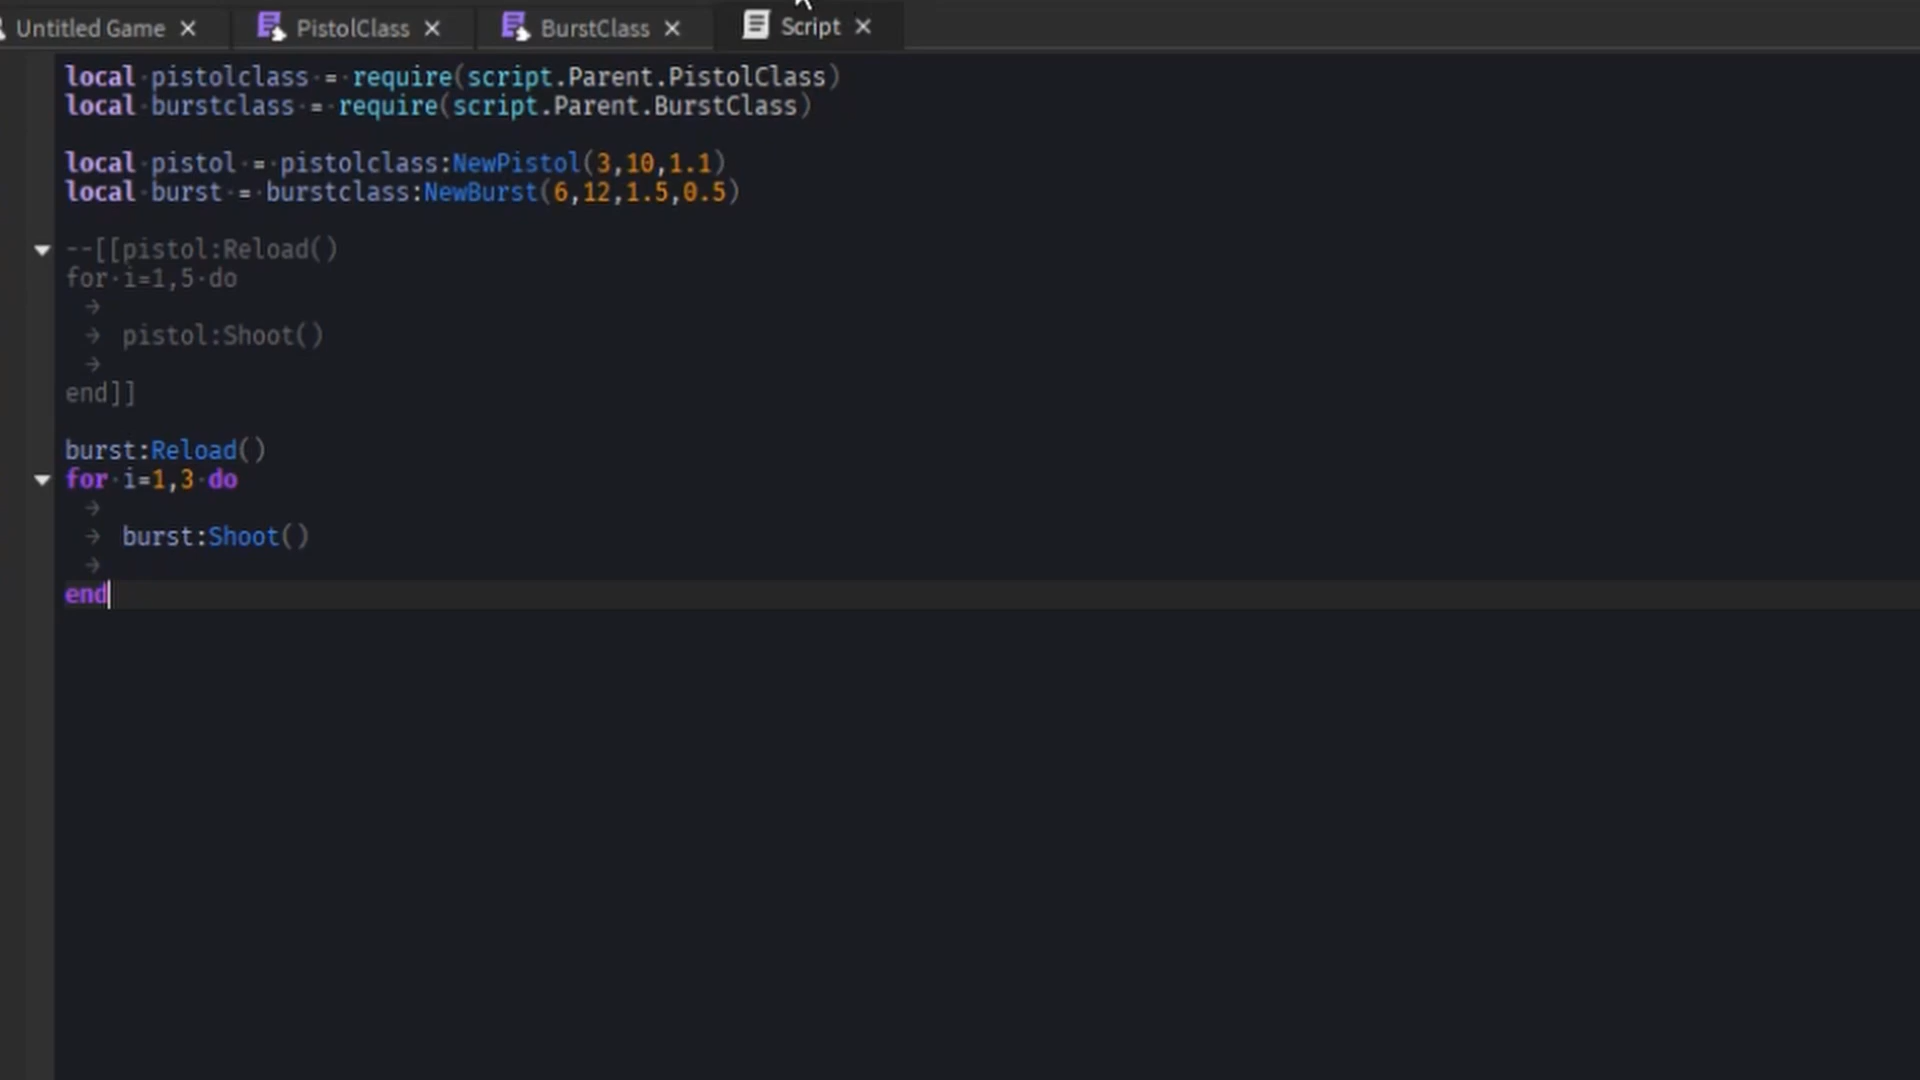 Untitled Game PistolClass BurstClass Script
local pistolclass = require(script.Parent.PistolClass)
local burstclass = require(script.Parent.BurstClass)
local pistol = pistolclass:NewPistol(3,10,1.1)
local burst = burstclass:NewBurst(6,12,1.5,0.5)
--[[pistol:Reload()
for i=1,5 do
pistol:Shoot()
end]]
burst:Reload()
for i=1,3 do
burst:Shoot()
end